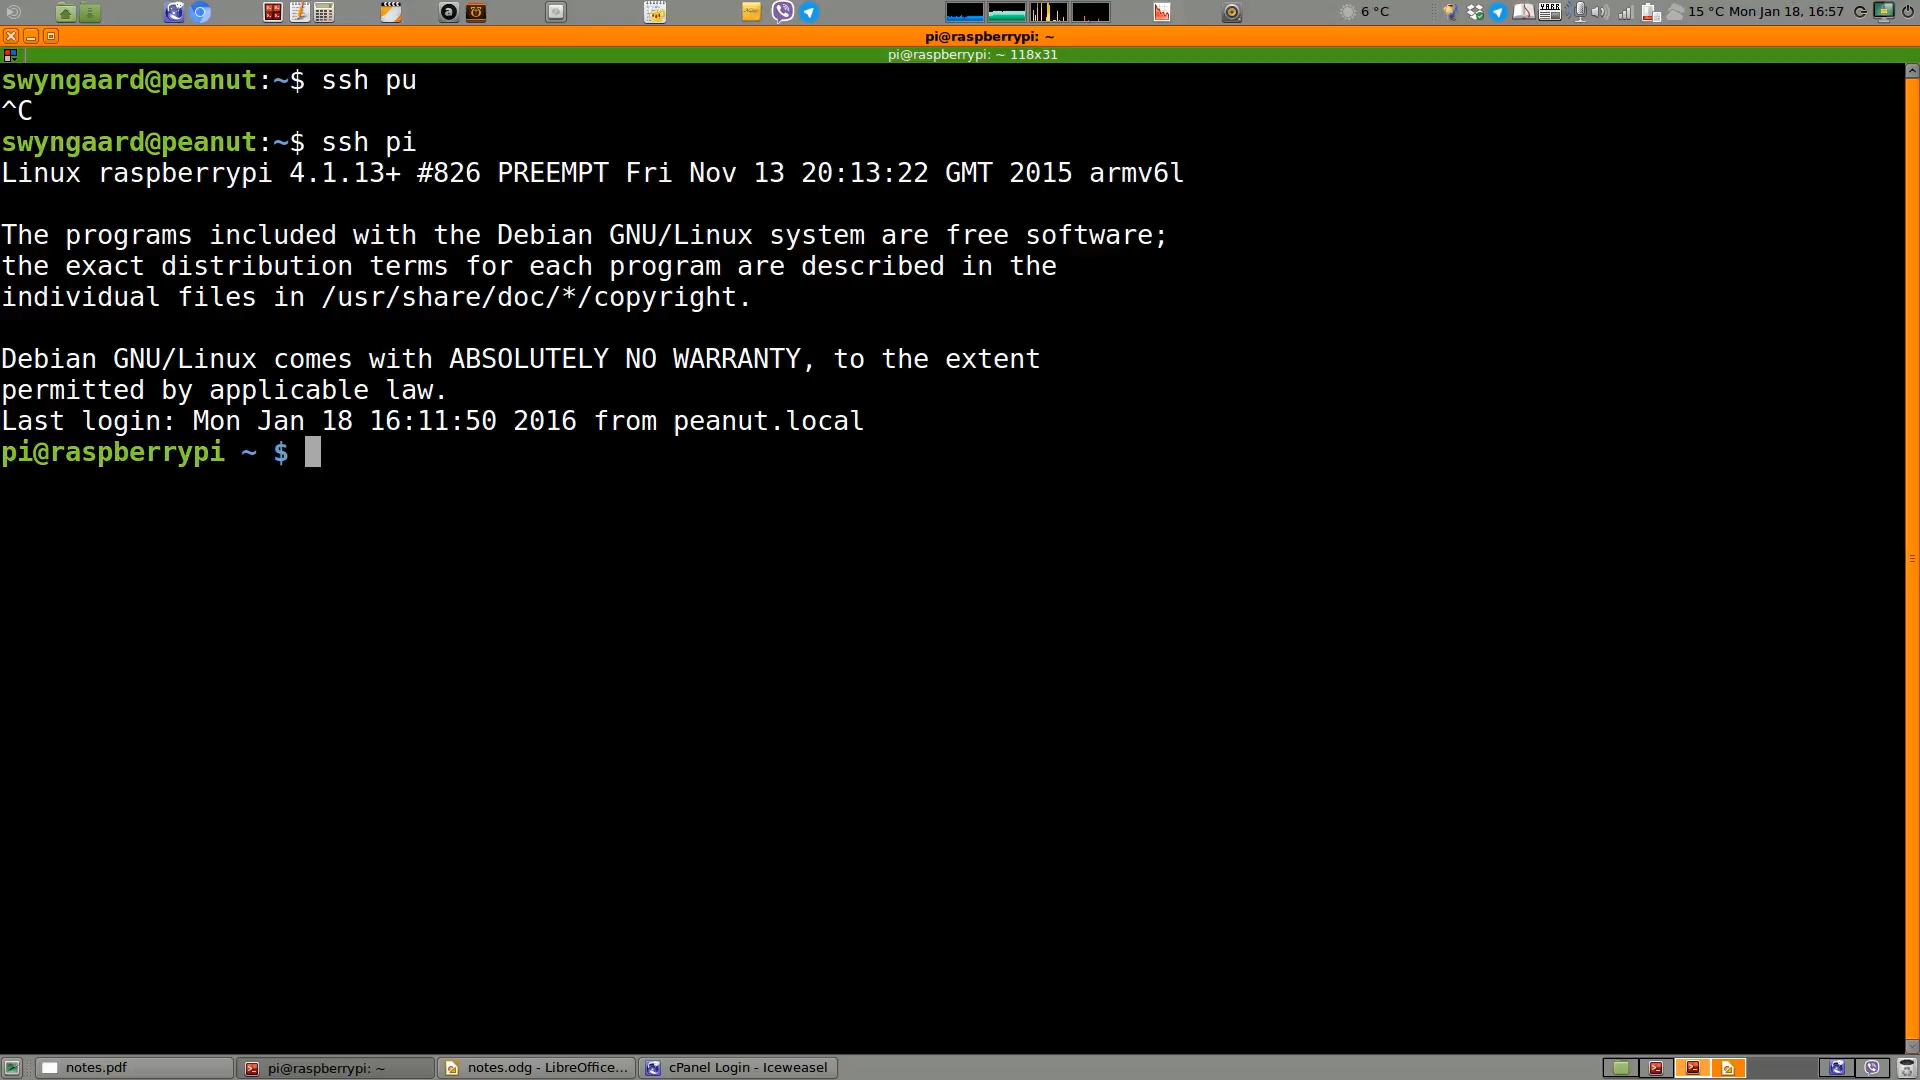 6 °C
15 °C Mon Jan 18, 16:57
pi@raspberrypi: ~
pi@raspberrypi: ~ 118x31
swyngaard@peanut:~$ ssh pu
^C
swyngaard@peanut:~$ ssh pi
Linux raspberrypi 4.1.13+ #826 PREEMPT Fri Nov 13 20:13:22 GMT 2015 armv6l
The programs included with the Debian GNU/Linux system are free software;
the exact distribution terms for each program are described in the
individual files in /usr/share/doc/*/copyright.
Debian GNU/Linux comes with ABSOLUTELY NO WARRANTY, to the extent
permitted by applicable law.
Last login: Mon Jan 18 16:11:50 2016 from peanut.local
pi@raspberrypi ~ $
notes.pdf
pi@raspberrypi: ~
notes.odg - LibreOffice...
cPanel Login - Iceweasel